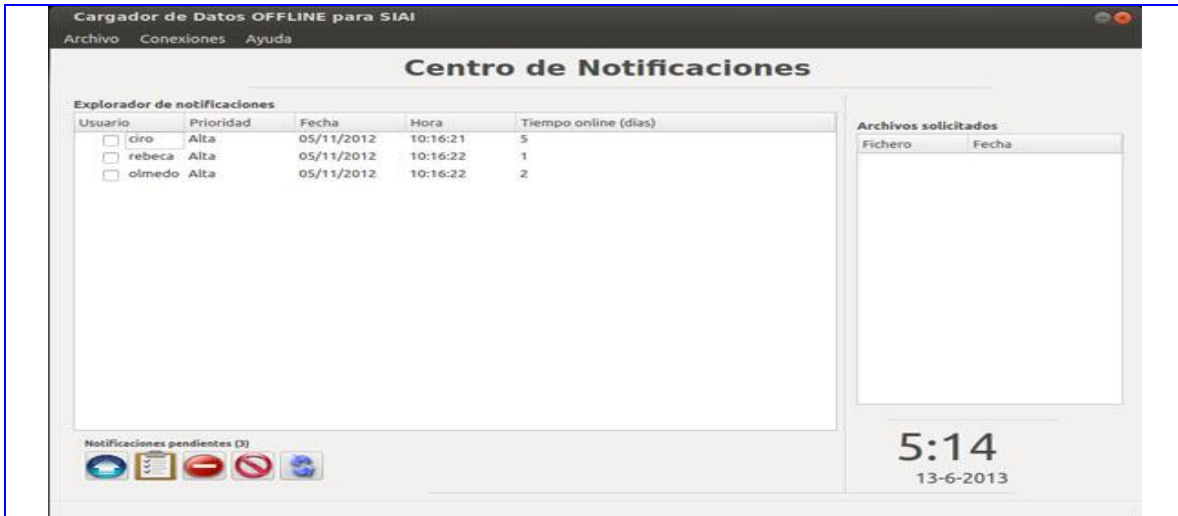 Cargador de Datos OFFLINE para SIAI
Archivo Conexiones Ayuda
Centro de Notificaciones
Explorador de notificaciones
Usuario Prioridad Fecha Hora Tiempo online (días)
ciro Alta 05/11/2012 10:16:21 5
rebeca Alta 05/11/2012 10:16:22 1
olmedo Alta 05/11/2012 10:16:22 2
Notificaciones pendientes (3)
Archivos solicitados
Fichero Fecha
5:14
13-6-2013